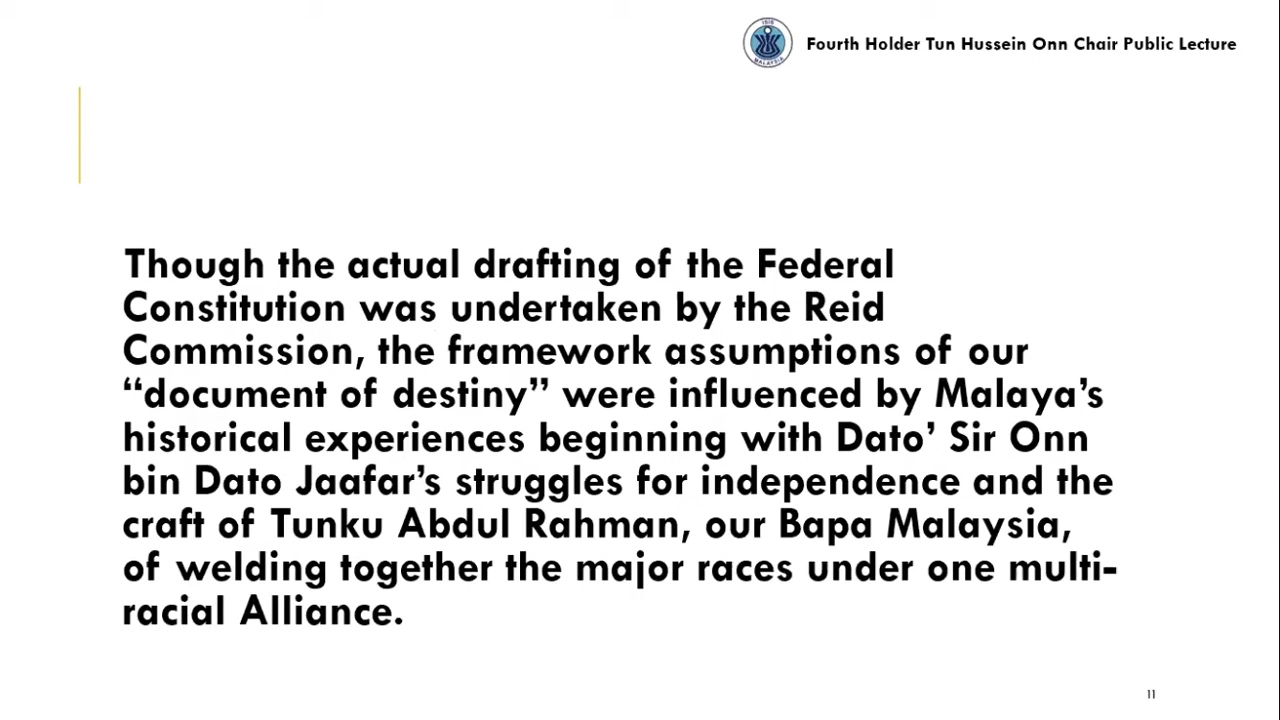 ISIS
MALAYSIA
Fourth Holder Tun Hussein Onn Chair Public Lecture
Though the actual drafting of the Federal
Constitution was undertaken by the Reid
Commission, the framework assumptions of our
“document of destiny” were influenced by Malaya’s
historical experiences beginning with Dato’ Sir Onn
bin Dato Jaafar’s struggles for independence and the
craft of Tunku Abdul Rahman, our Bapa Malaysia,
of welding together the major races under one multi-
racial Alliance.
11